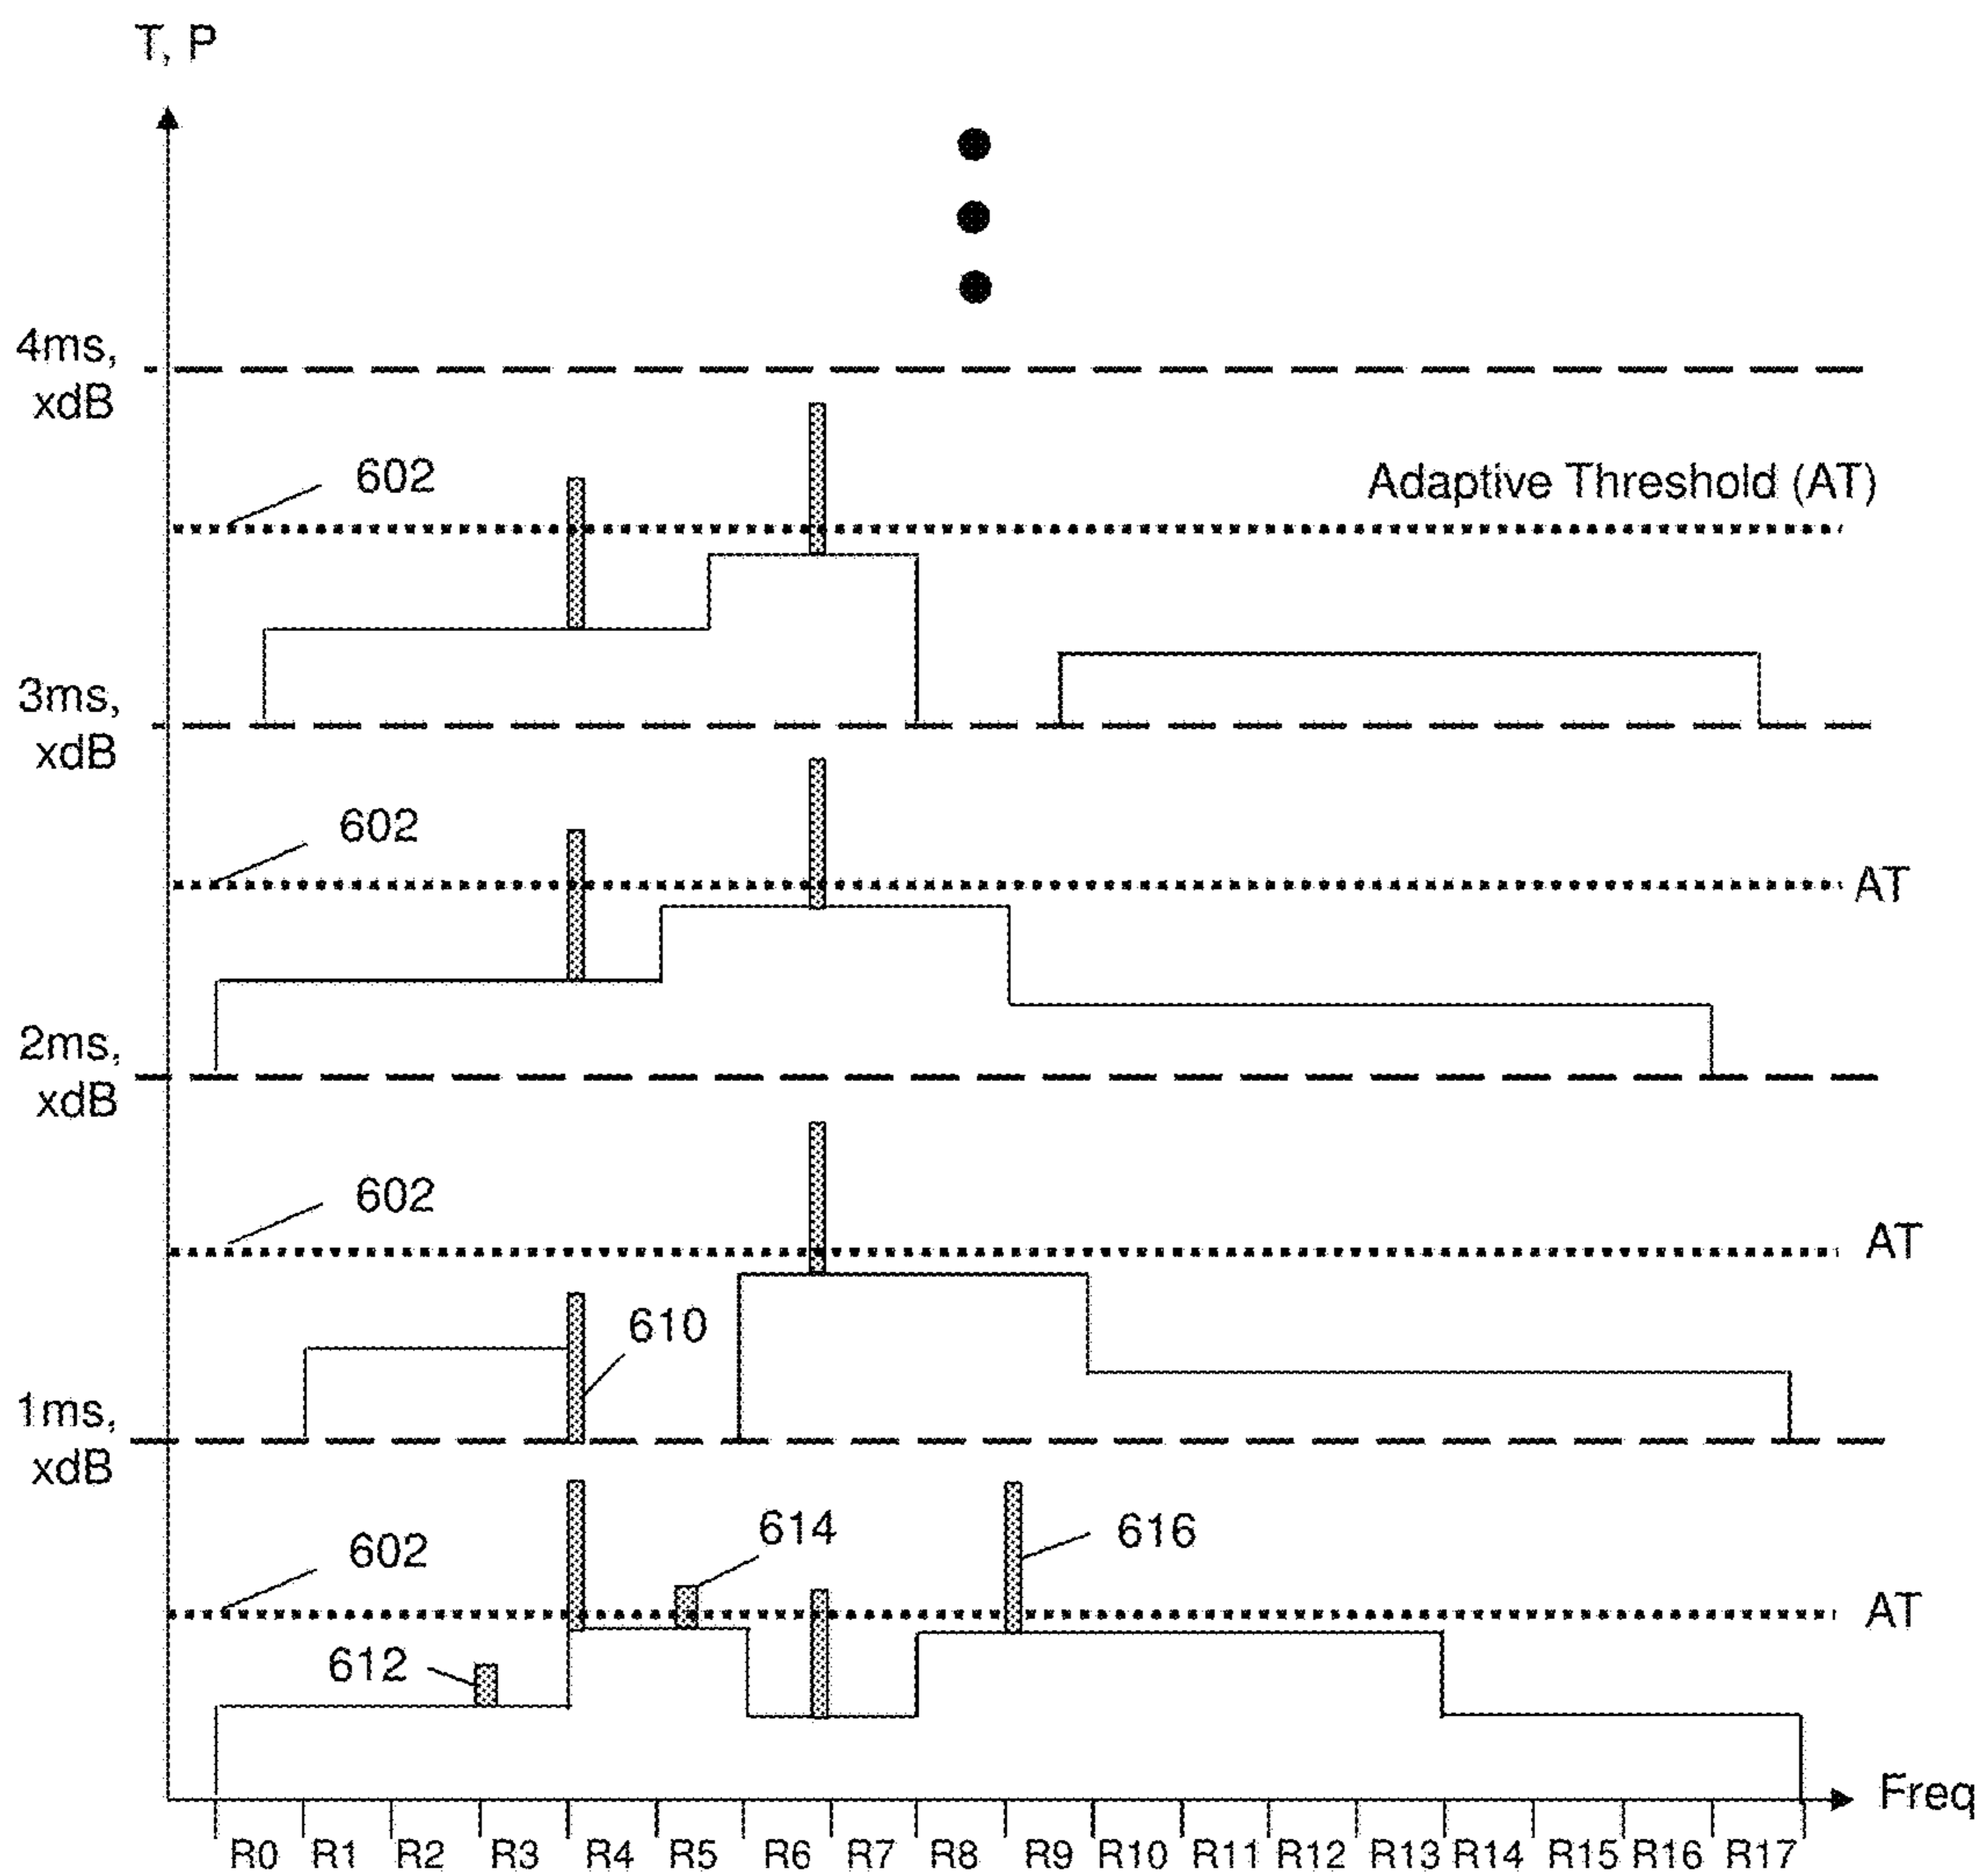 T, P
4ms,
xdB
602
Adaptive Threshold (AT)
3ms,
xdB
602
AT
2ms,
xdB
602
AT
610
1ms,
xdB
614
616
602
AT
612
Freq
R0 R1 R2 R3 R4 R5 R6 R7 R8 R9 R10 R11 R12 R13 R14 R15 R16 R17